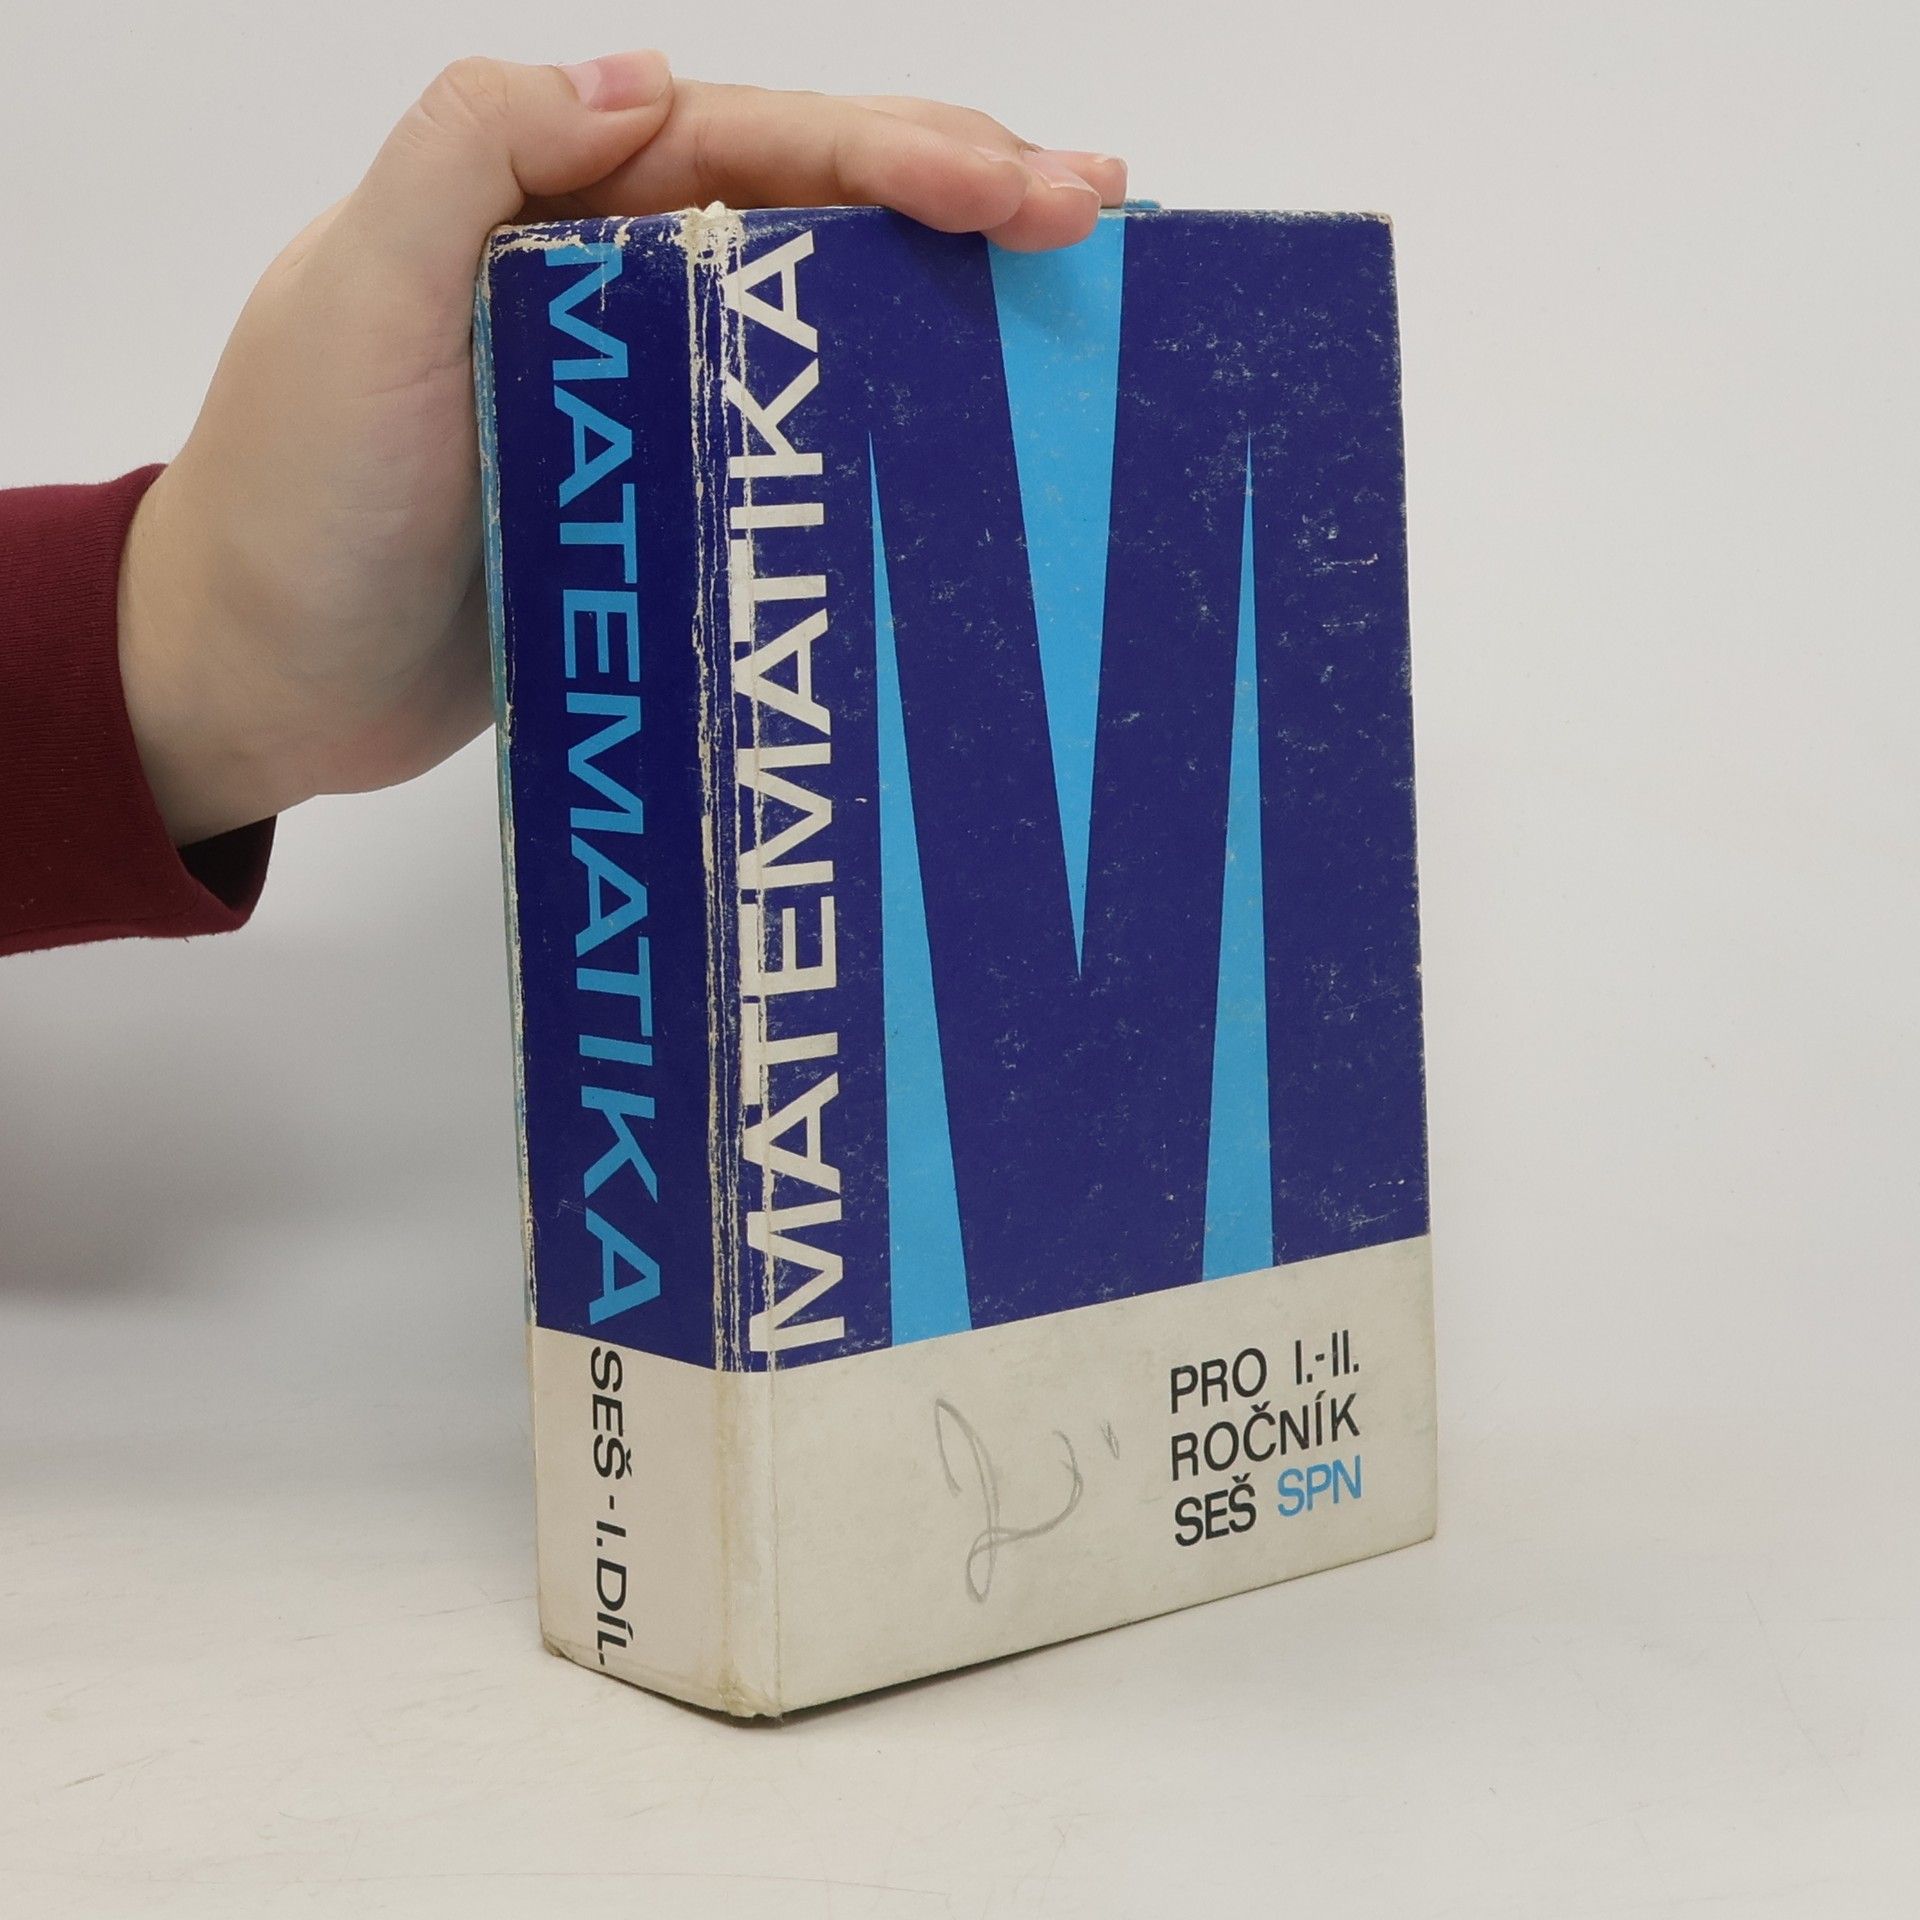 MATEMATIKA
SEŠ - I. DÍL
MATEMATIKA
PRO I.-II.
ROČNÍK
SEŠ SPN